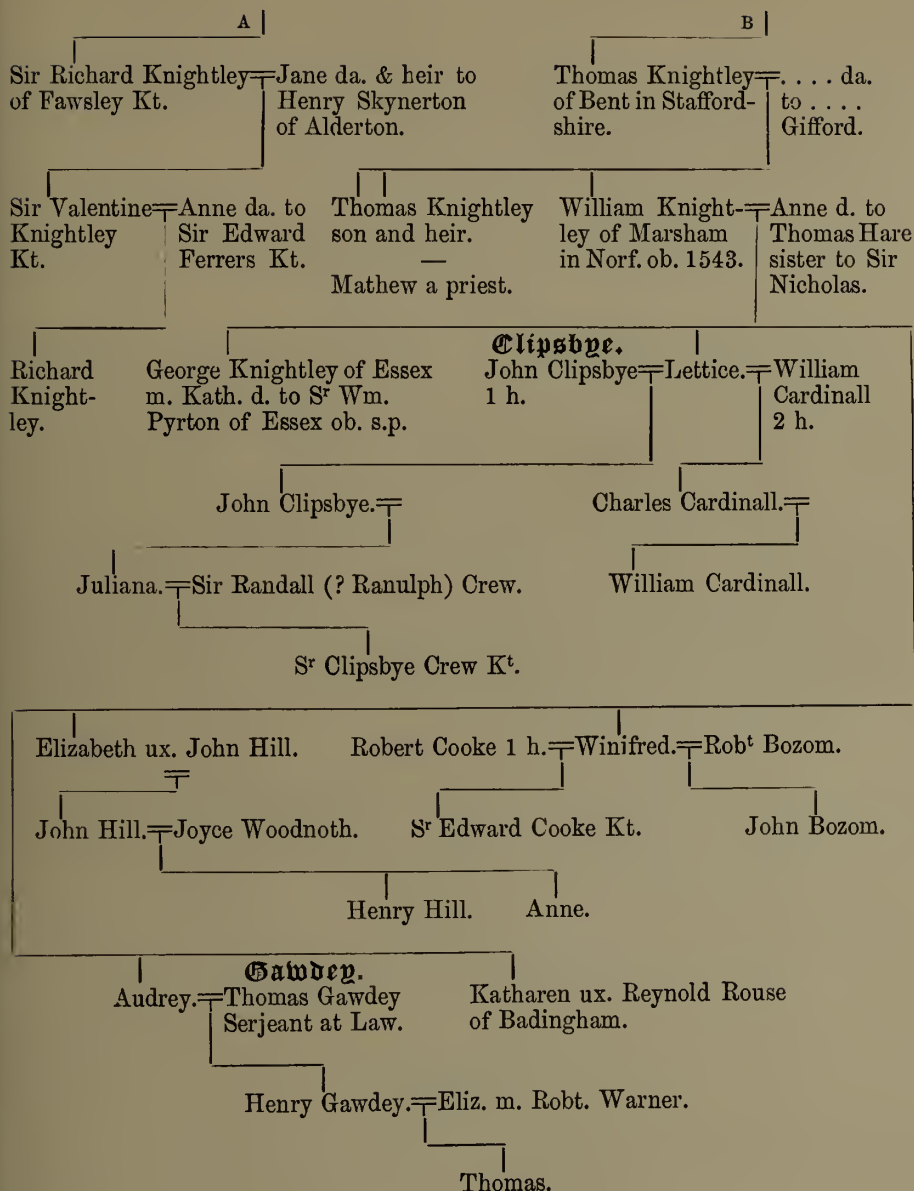 A B
Sir Richard Knightley=Jane da. & heir to
of Fawsley Kt. Henry Skynerton
of Alderton.
Thomas Knightley=. . . . da.
of Bent in Stafford- to . . . .
shire. Gifford.
Sir Valentine=Anne da. to
Knightley Sir Edward
Kt. Ferrers Kt.
Thomas Knightley
son and heir.
—
Mathew a priest.
William Knight-=Anne d. to
ley of Marsham Thomas Hare
in Norf. ob. 1543. sister to Sir
Nicholas.
Richard
Knight-
ley.
George Knightley of Essex
m. Kath. d. to Sʳ Wm.
Pyrton of Essex ob. s.p.
Clipsbye.
John Clipsbye=Lettice.=William
1 h. Cardinall
2 h.
John Clipsbye.= Charles Cardinall.=
Juliana.=Sir Randall (? Ranulph) Crew. William Cardinall.
Sʳ Clipsbye Crew Kᵗ.
Elizabeth ux. John Hill. Robert Cooke 1 h.=Winifred.=Robᵗ Bozom.
=
John Hill.=Joyce Woodnoth. Sʳ Edward Cooke Kt. John Bozom.
Henry Hill. Anne.
Gawdey.
Audrey.=Thomas Gawdey
Serjeant at Law.
Katharen ux. Reynold Rouse
of Badingham.
Henry Gawdey.=Eliz. m. Robt. Warner.
Thomas.